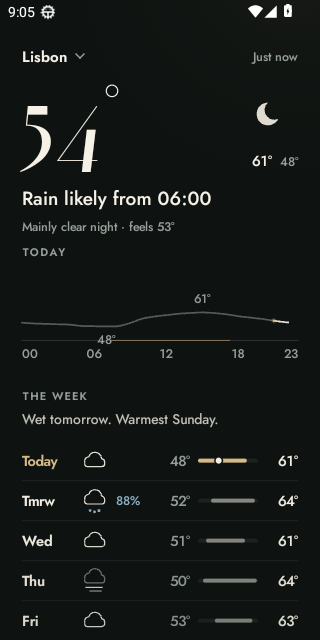 9:05
Lisbon
Just now
54°
61° 48°
Rain likely from 06:00
Mainly clear night · feels 53°
TODAY
61°
48°
00 06 12 18 23
THE WEEK
Wet tomorrow. Warmest Sunday.
Today 48° 61°
Tmrw 88% 52° 64°
Wed 51° 61°
Thu 50° 64°
Fri 53° 63°